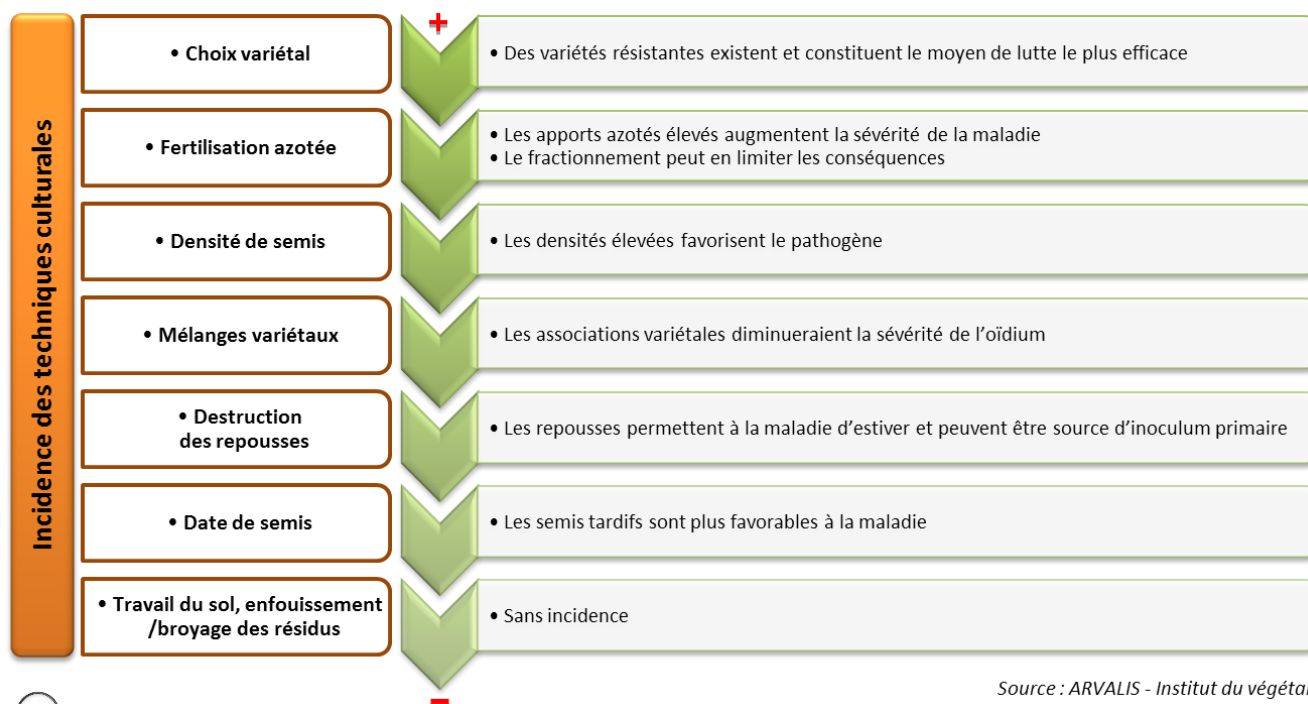 Incidence des techniques culturales
+
• Choix variétal
• Des variétés résistantes existent et constituent le moyen de lutte le plus efficace
• Fertilisation azotée
• Les apports azotés élevés augmentent la sévérité de la maladie
• Le fractionnement peut en limiter les conséquences
• Densité de semis
• Les densités élevées favorisent le pathogène
• Mélanges variétaux
• Les associations variétales diminueraient la sévérité de l'oïdium
• Destruction
des repousses
• Les repousses permettent à la maladie d'estiver et peuvent être source d'inoculum primaire
• Date de semis
• Les semis tardifs sont plus favorables à la maladie
• Travail du sol, enfouissement
/broyage des résidus
• Sans incidence
-
Source : ARVALIS - Institut du végétal